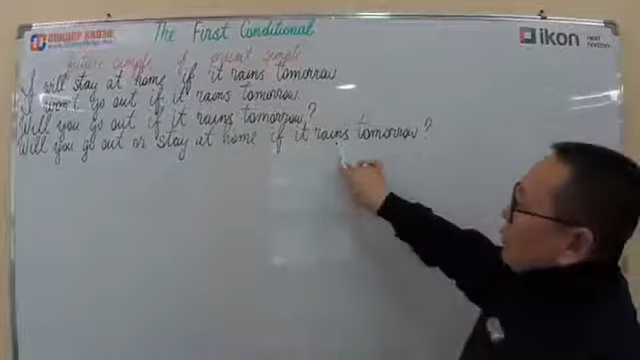 The First Conditional
ikon next horizon
future simple if present simple
I will stay at home if it rains tomorrow
I won't go out if it rains tomorrow.
Will you go out if it rains tomorrow?
Will you go out or stay at home if it rains tomorrow?